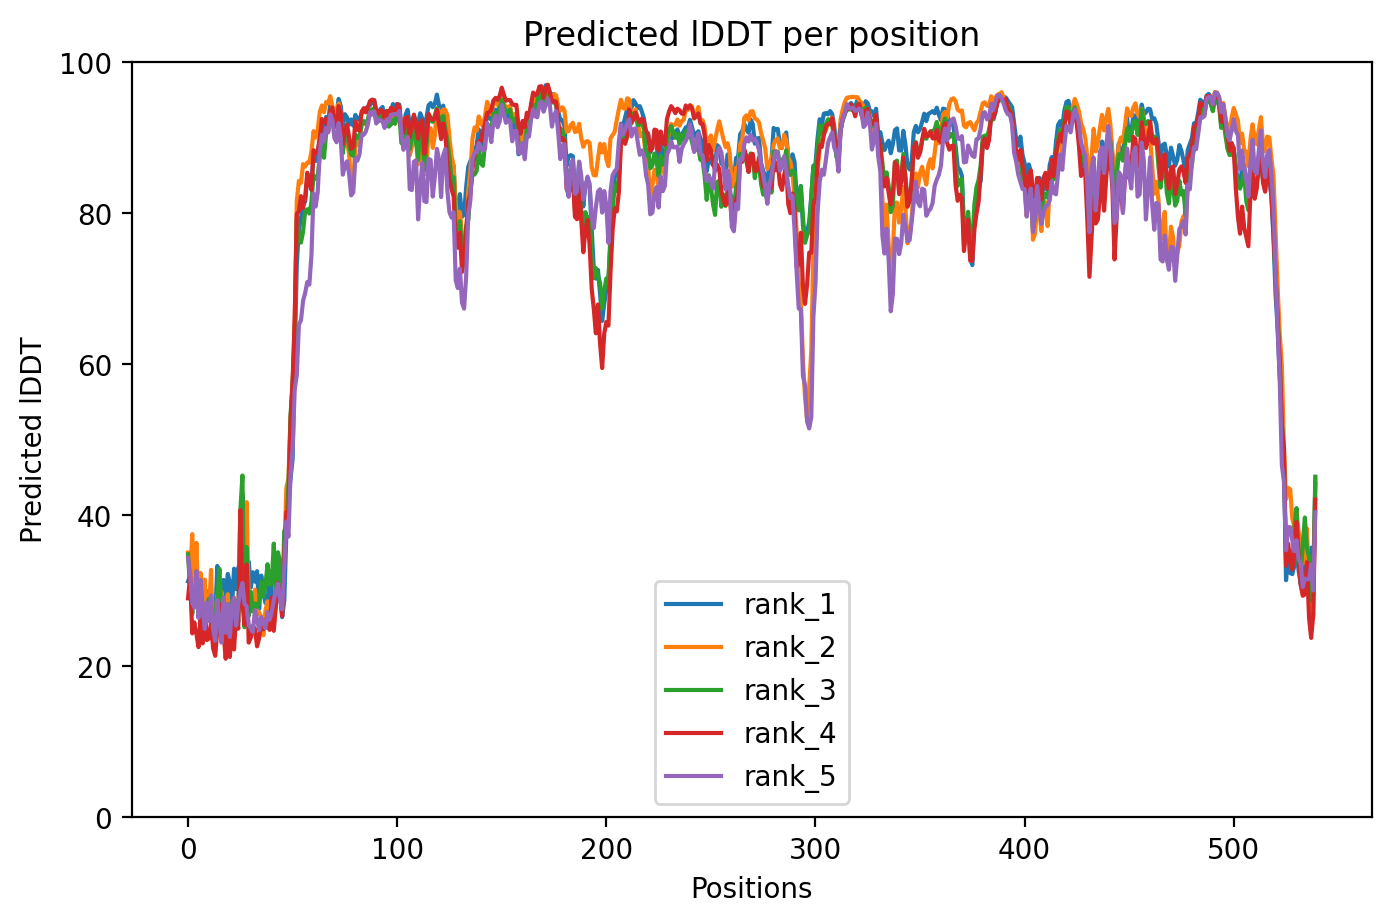 Predicted lDDT per position
100
80
60
40
20
0
Predicted lDDT
0 100 200 300 400 500
Positions
rank_1
rank_2
rank_3
rank_4
rank_5